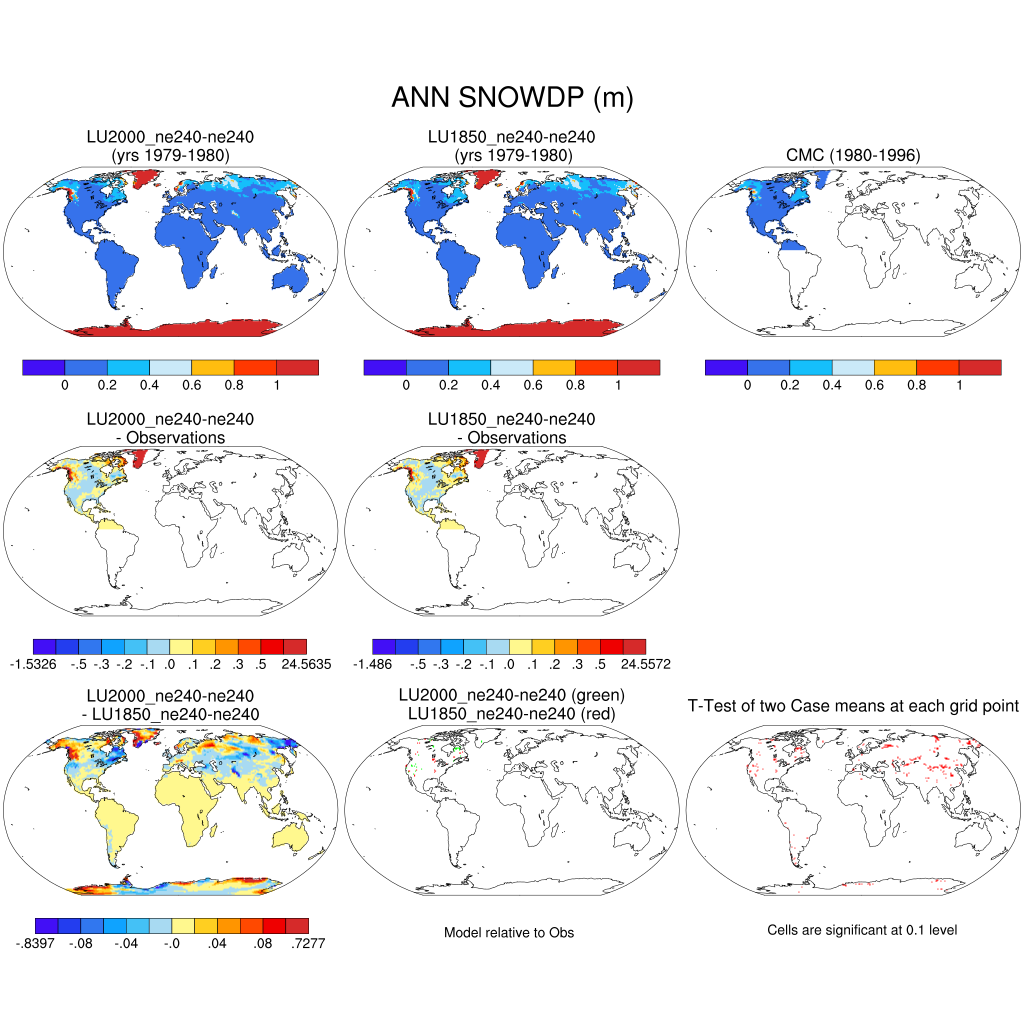 ANN SNOWDP (m)
LU2000_ne240-ne240
(yrs 1979-1980)
LU1850_ne240-ne240
(yrs 1979-1980)
CMC (1980-1996)
0 0.2 0.4 0.6 0.8 1
0 0.2 0.4 0.6 0.8 1
0 0.2 0.4 0.6 0.8 1
LU2000_ne240-ne240
- Observations
LU1850_ne240-ne240
- Observations
-1.5326 -.5 -.3 -.2 -.1 .0 .1 .2 .3 .5 24.5635
-1.486 -.5 -.3 -.2 -.1 .0 .1 .2 .3 .5 24.5572
LU2000_ne240-ne240
- LU1850_ne240-ne240
LU2000_ne240-ne240 (green)
LU1850_ne240-ne240 (red)
T-Test of two Case means at each grid point
-.8397 -.08 -.04 -.0 .04 .08 .7277
Model relative to Obs
Cells are significant at 0.1 level